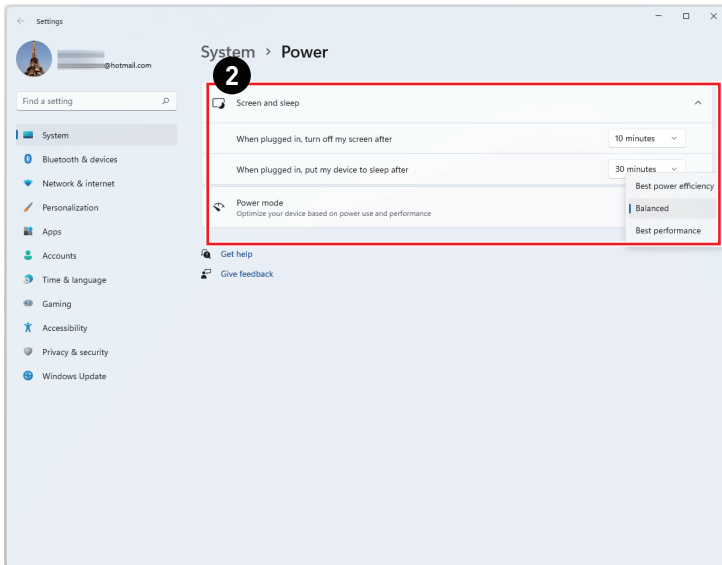 Settings
System > Power
@hotmail.com
2
Find a setting
Screen and sleep
When plugged in, turn off my screen after 10 minutes
When plugged in, put my device to sleep after 30 minutes
Power mode
Optimize your device based on power use and performance
Best power efficiency
Balanced
Best performance
Get help
Give feedback
System
Bluetooth & devices
Network & internet
Personalization
Apps
Accounts
Time & language
Gaming
Accessibility
Privacy & security
Windows Update